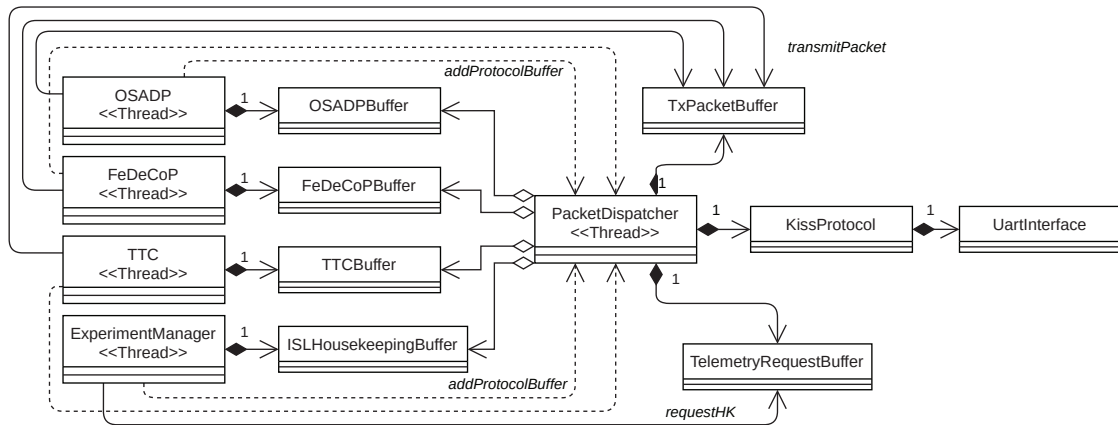 transmitPacket
addProtocolBuffer
OSADP
<<Thread>>
1
OSADPBuffer
TxPacketBuffer
FeDeCoP
<<Thread>>
1
FeDeCoPBuffer
1
PacketDispatcher
<<Thread>>
1
KissProtocol
1
UartInterface
TTC
<<Thread>>
1
TTCBuffer
1
ExperimentManager
<<Thread>>
1
ISLHousekeepingBuffer
TelemetryRequestBuffer
addProtocolBuffer
requestHK